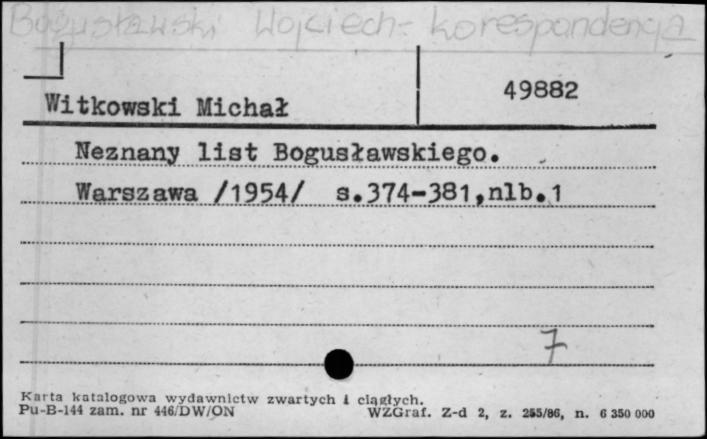 Bogusławski Wojciech - korespondencja
49882
Witkowski Michał
Neznany list Bogusławskiego.
Warszawa /1954/ s.374-381,nlb.1
7
Karta katalogowa wydawnictw zwartych i ciągłych.
Pu-B-144 zam. nr 446/DW/ON WZGraf. Z-d 2, z. 255/86, n. 6 350 000